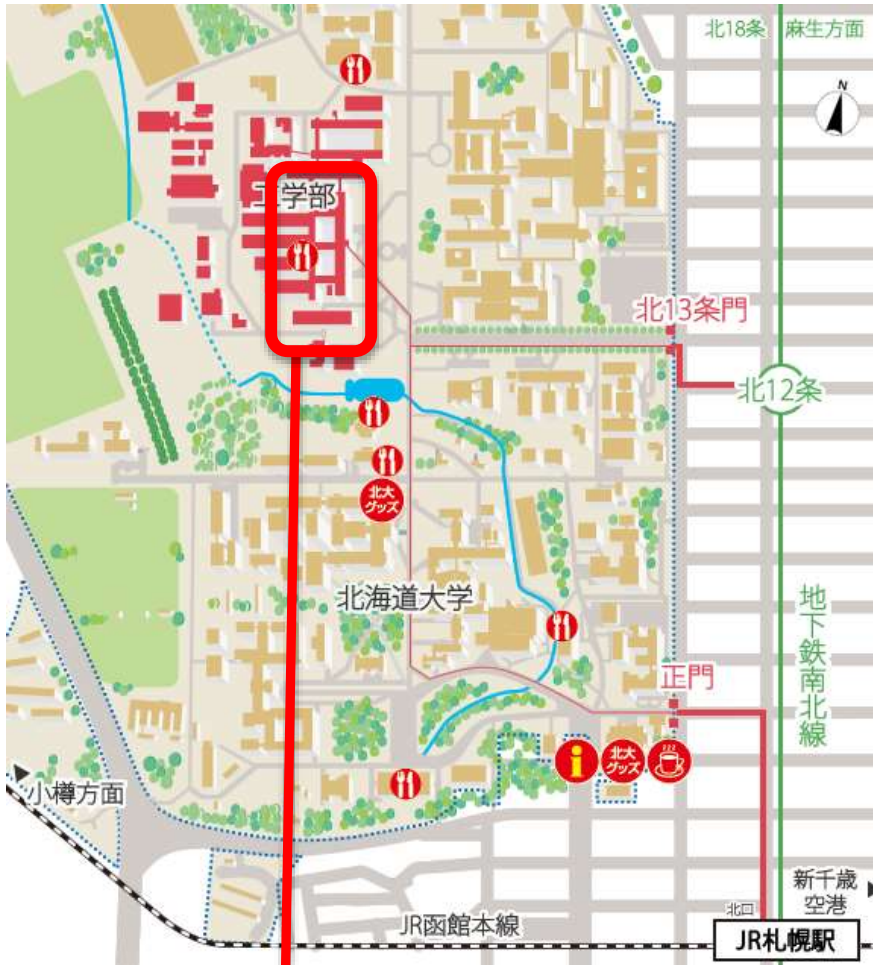 北18条 麻生方面
N
工学部
北13条門
北12条
北大
グッズ
北海道大学
地下鉄南北線
正門
i
北大
グッズ
小樽方面
新千歳
空港
北口
JR函館本線
JR札幌駅